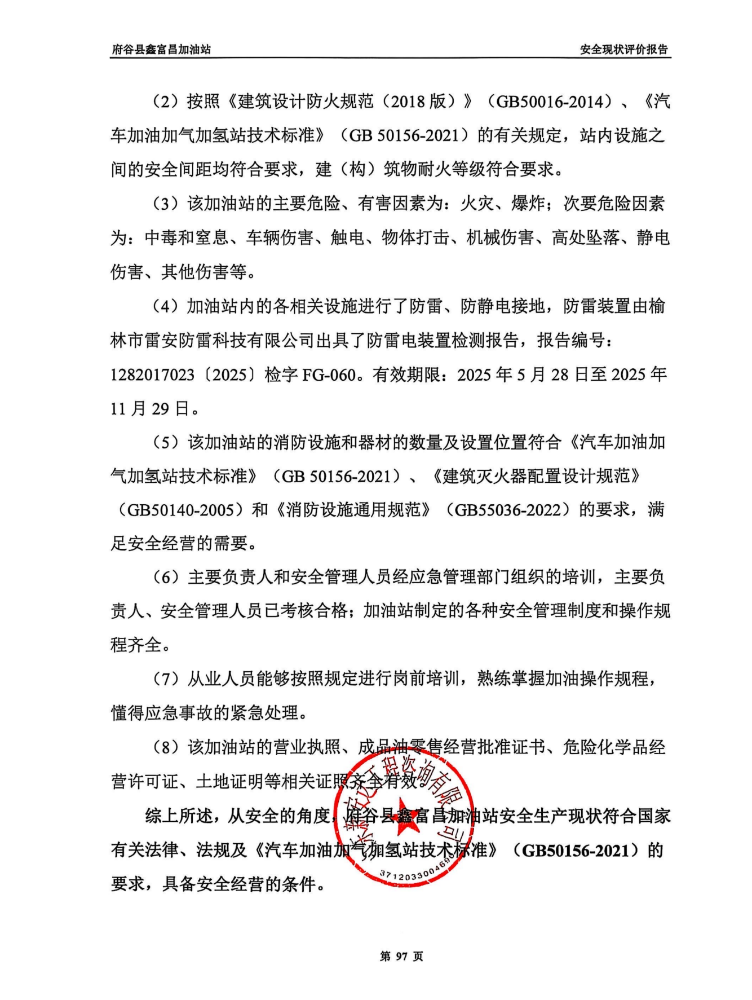 府谷县鑫富昌加油站 安全现状评价报告
（2）按照《建筑设计防火规范（2018 版）》（GB50016-2014）、《汽
车加油加气加氢站技术标准》（GB 50156-2021）的有关规定，站内设施之
间的安全间距均符合要求，建（构）筑物耐火等级符合要求。
（3）该加油站的主要危险、有害因素为：火灾、爆炸；次要危险因素
为：中毒和窒息、车辆伤害、触电、物体打击、机械伤害、高处坠落、静电
伤害、其他伤害等。
（4）加油站内的各相关设施进行了防雷、防静电接地，防雷装置由榆
林市雷安防雷科技有限公司出具了防雷电装置检测报告，报告编号：
1282017023〔2025〕检字 FG-060。有效期限：2025 年 5 月 28 日至 2025 年
11 月 29 日。
（5）该加油站的消防设施和器材的数量及设置位置符合《汽车加油加
气加氢站技术标准》（GB 50156-2021）、《建筑灭火器配置设计规范》
（GB50140-2005）和《消防设施通用规范》（GB55036-2022）的要求，满
足安全经营的需要。
（6）主要负责人和安全管理人员经应急管理部门组织的培训，主要负
责人、安全管理人员已考核合格；加油站制定的各种安全管理制度和操作规
程齐全。
（7）从业人员能够按照规定进行岗前培训，熟练掌握加油操作规程，
懂得应急事故的紧急处理。
（8）该加油站的营业执照、成品油零售经营批准证书、危险化学品经
营许可证、土地证明等相关证照齐全有效。
综上所述，从安全的角度，府谷县鑫富昌加油站安全生产现状符合国家
有关法律、法规及《汽车加油加气加氢站技术标准》（GB50156-2021）的
要求，具备安全经营的条件。
工程咨询有限公司
第 97 页